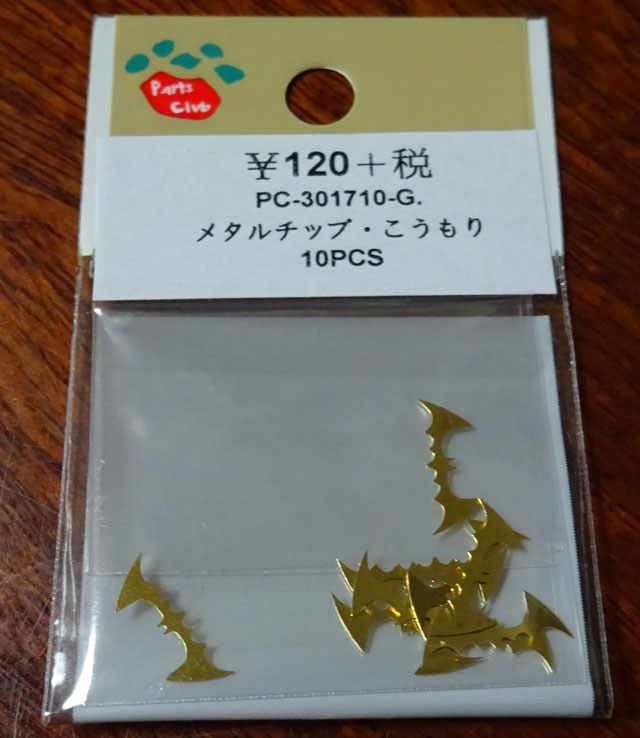 Parts
Club
¥120+税
PC-301710-G.
メタルチップ・こうもり
10PCS